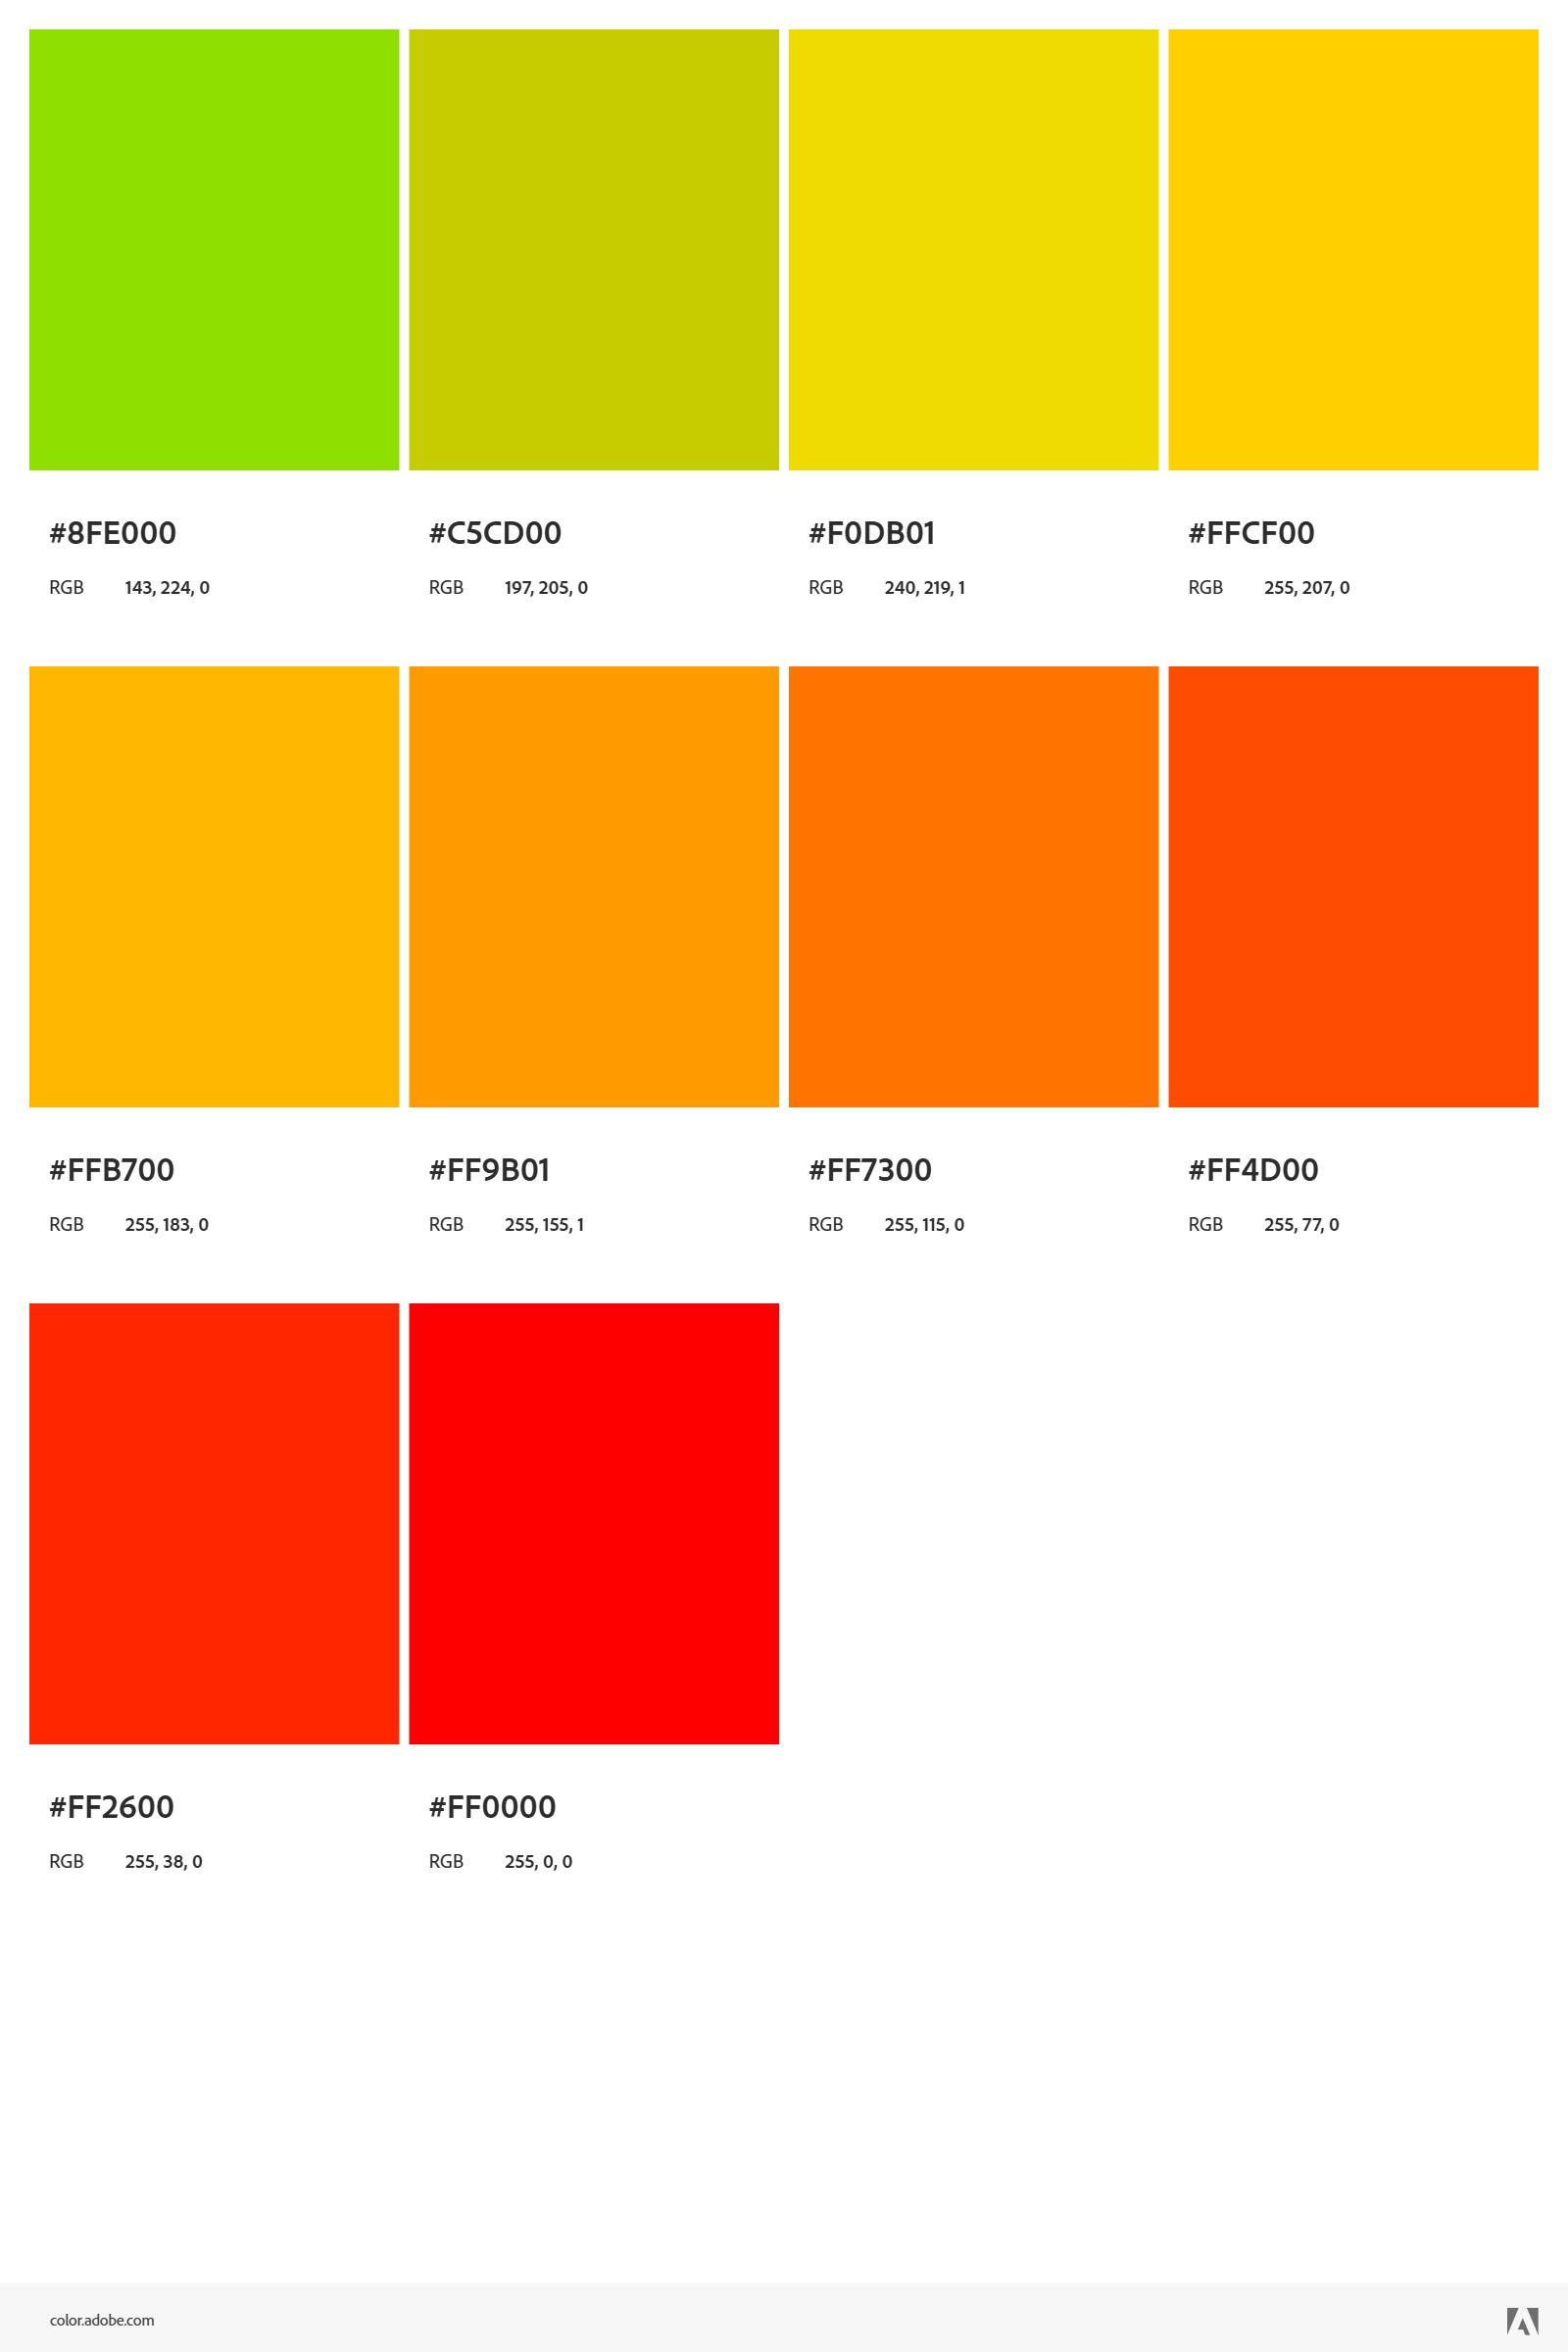 #8FE000 #C5CD00 #F0DB01 #FFCF00
RGB 143, 224, 0 RGB 197, 205, 0 RGB 240, 219, 1 RGB 255, 207, 0
#FFB700 #FF9B01 #FF7300 #FF4D00
RGB 255, 183, 0 RGB 255, 155, 1 RGB 255, 115, 0 RGB 255, 77, 0
#FF2600 #FF0000
RGB 255, 38, 0 RGB 255, 0, 0
color.adobe.com